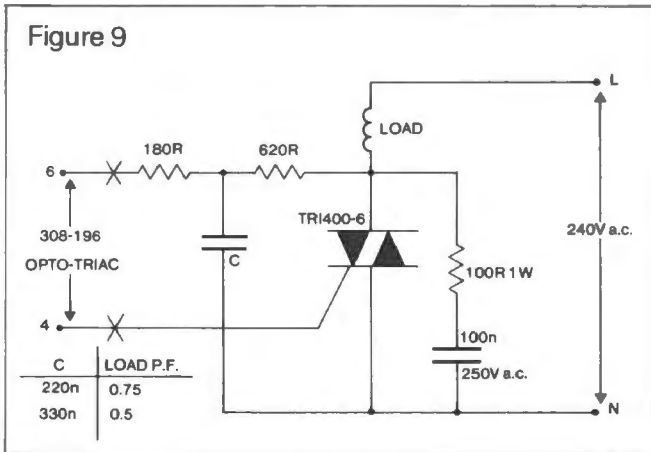 Figure 9
L
LOAD
180R
620R
6
TRI400-6
308-196
OPTO-TRIAC
C
240V a.c.
100R 1W
4
100n
250V a.c.
C LOAD P.F.
220n 0.75
330n 0.5
N